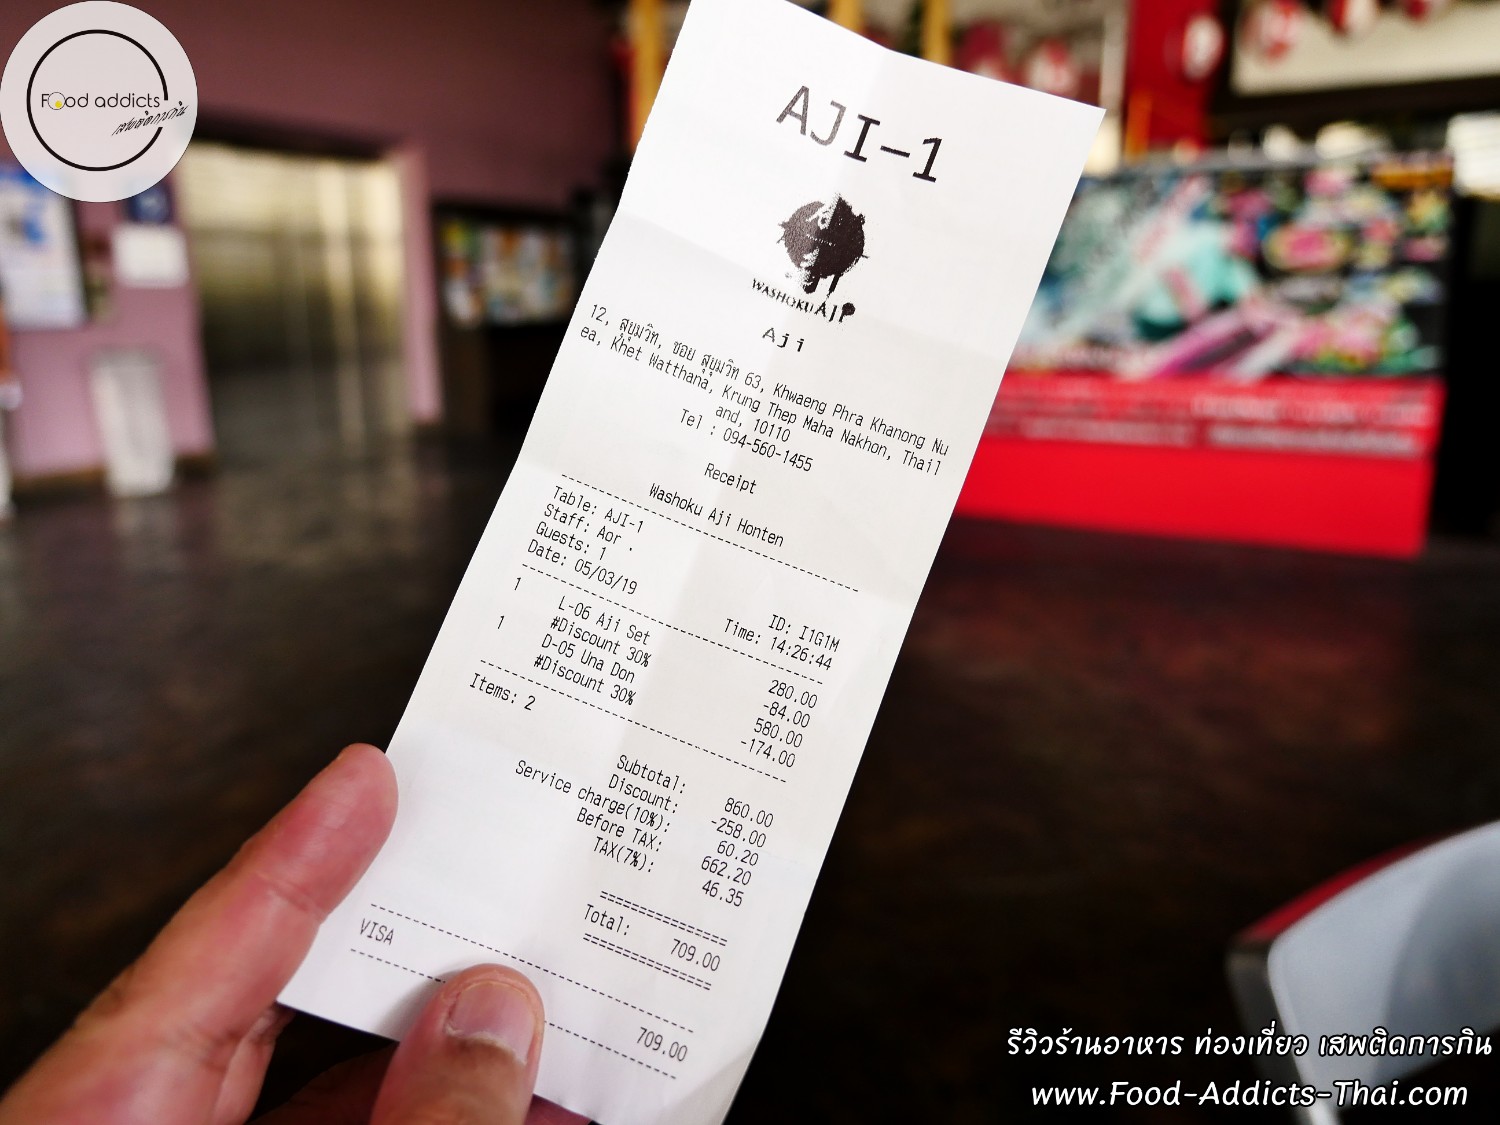 Food addicts
เสพติดการกิน
AJI-1
WASHOKU AJI
Aji
12, สุขุมวิท, ซอย สุขุมวิท 63, Khwaeng Phra Khanong Nu
ea, Khet Watthana, Krung Thep Maha Nakhon, Thail
and, 10110
Tel : 094-560-1455
Receipt
Washoku Aji Honten
Table: AJI-1
Staff: Aor .
Guests: 1 ID: I1G1M
Date: 05/03/19 Time: 14:26:44
1 L-06 Aji Set 280.00
#Discount 30% -84.00
1 D-05 Una Don 580.00
#Discount 30% -174.00
Items: 2
Subtotal: 860.00
Discount: -258.00
Service charge(10%): 60.20
Before TAX: 662.20
TAX(7%): 46.35
Total: 709.00
VISA 709.00
รีวิวร้านอาหาร ท่องเที่ยว เสพติดการกิน
www.Food-Addicts-Thai.com